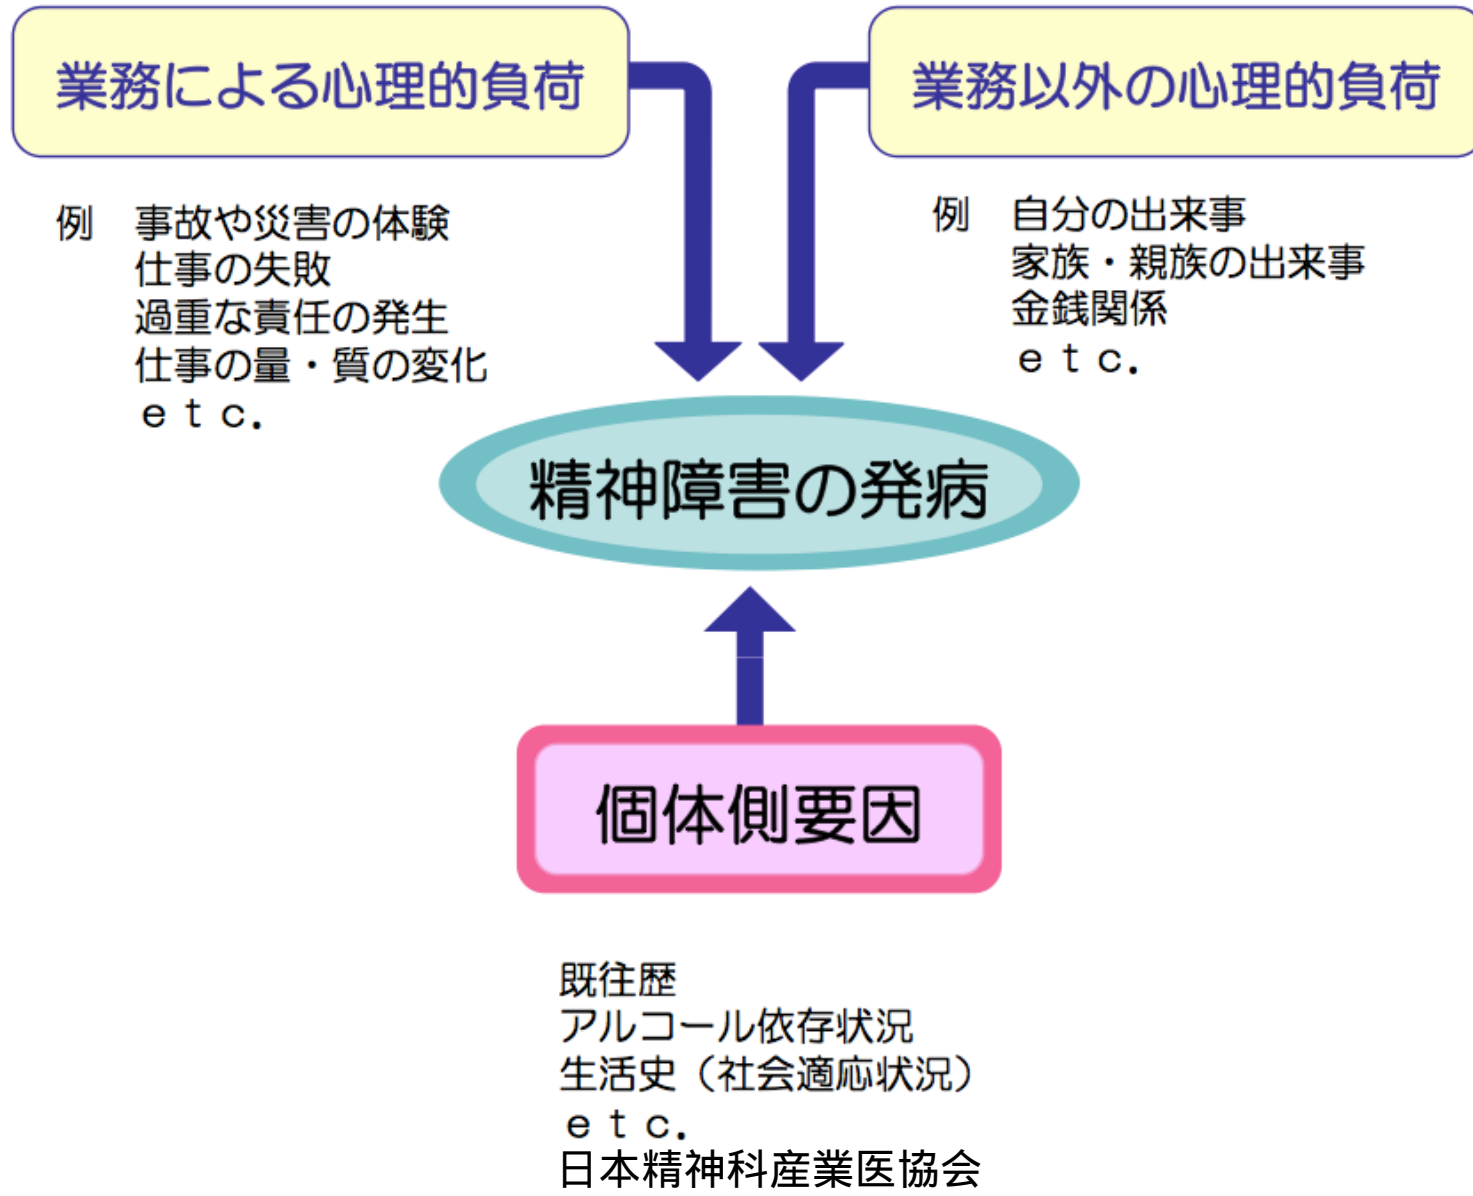 業務による心理的負荷
業務以外の心理的負荷
例　事故や災害の体験
仕事の失敗
過重な責任の発生
仕事の量・質の変化
ｅｔｃ．
例　自分の出来事
家族・親族の出来事
金銭関係
ｅｔｃ．
精神障害の発病
個体側要因
既往歴
アルコール依存状況
生活史（社会適応状況）
ｅｔｃ．
日本精神科産業医協会